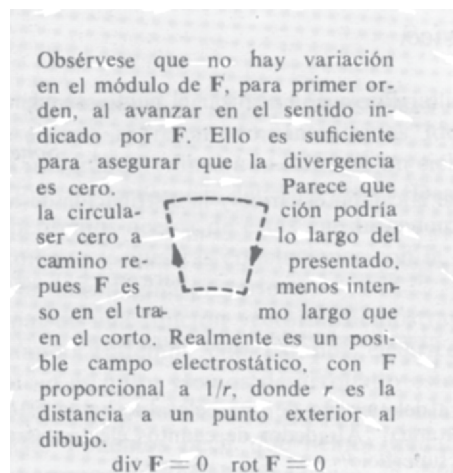 Obsérvese que no hay variación
en el módulo de F, para primer or-
den, al avanzar en el sentido in-
dicado por F. Ello es suficiente
para asegurar que la divergencia
es cero. Parece que
la circula- ción podría
ser cero a lo largo del
camino re- presentado,
pues F es menos inten-
so en el tra- mo largo que
en el corto. Realmente es un posi-
ble campo electrostático, con F
proporcional a 1/r, donde r es la
distancia a un punto exterior al
dibujo.
div F = 0 rot F = 0